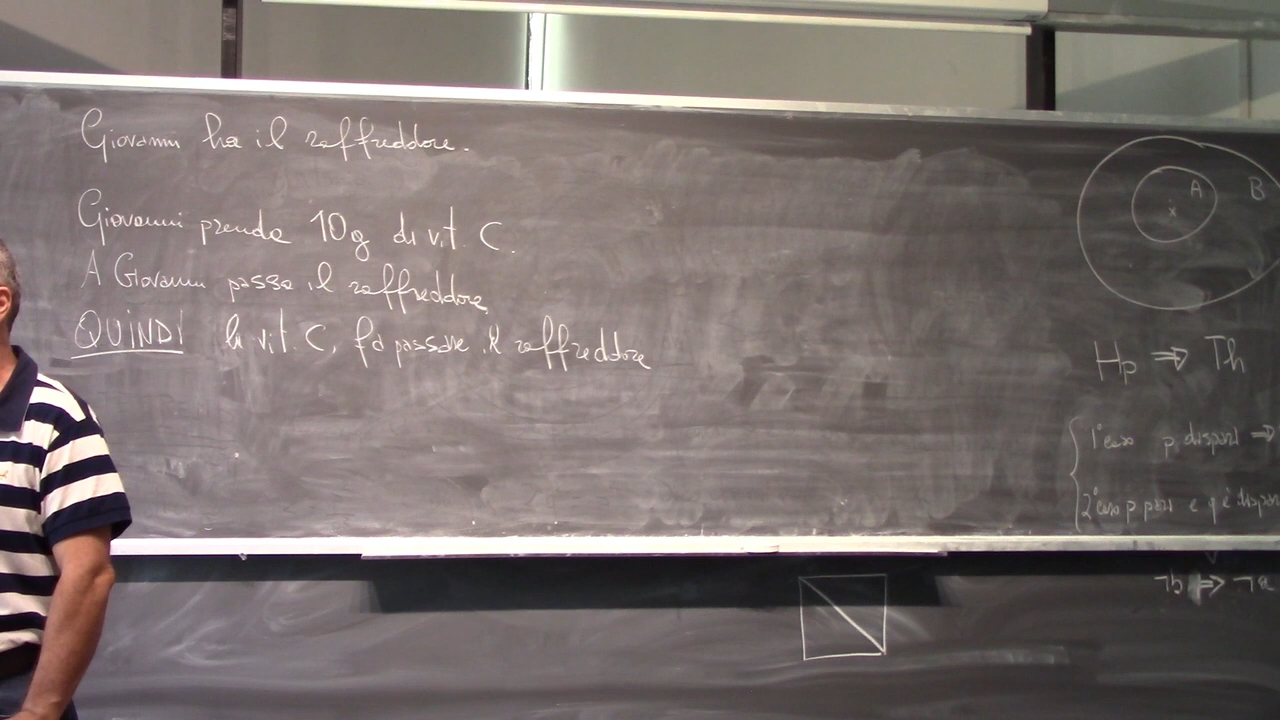 Giovanni ha il raffreddore.
Giovanni prende 10g di vit. C.
A Giovanni passa il raffreddore.
QUINDI la vit. C, fa passare il raffreddore
A B
x
Hp ⇒ Th
1° caso p dispari ⇒
2° caso p pari e q è dispari
¬b ⇒ ¬a